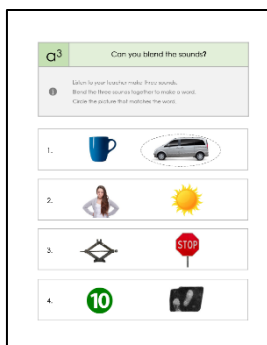 a³
Can you blend the sounds?
Listen to your teacher make three sounds.
Blend the three sounds together to make a word.
Circle the picture that matches the word.
1.
2.
3.
STOP
4.
10